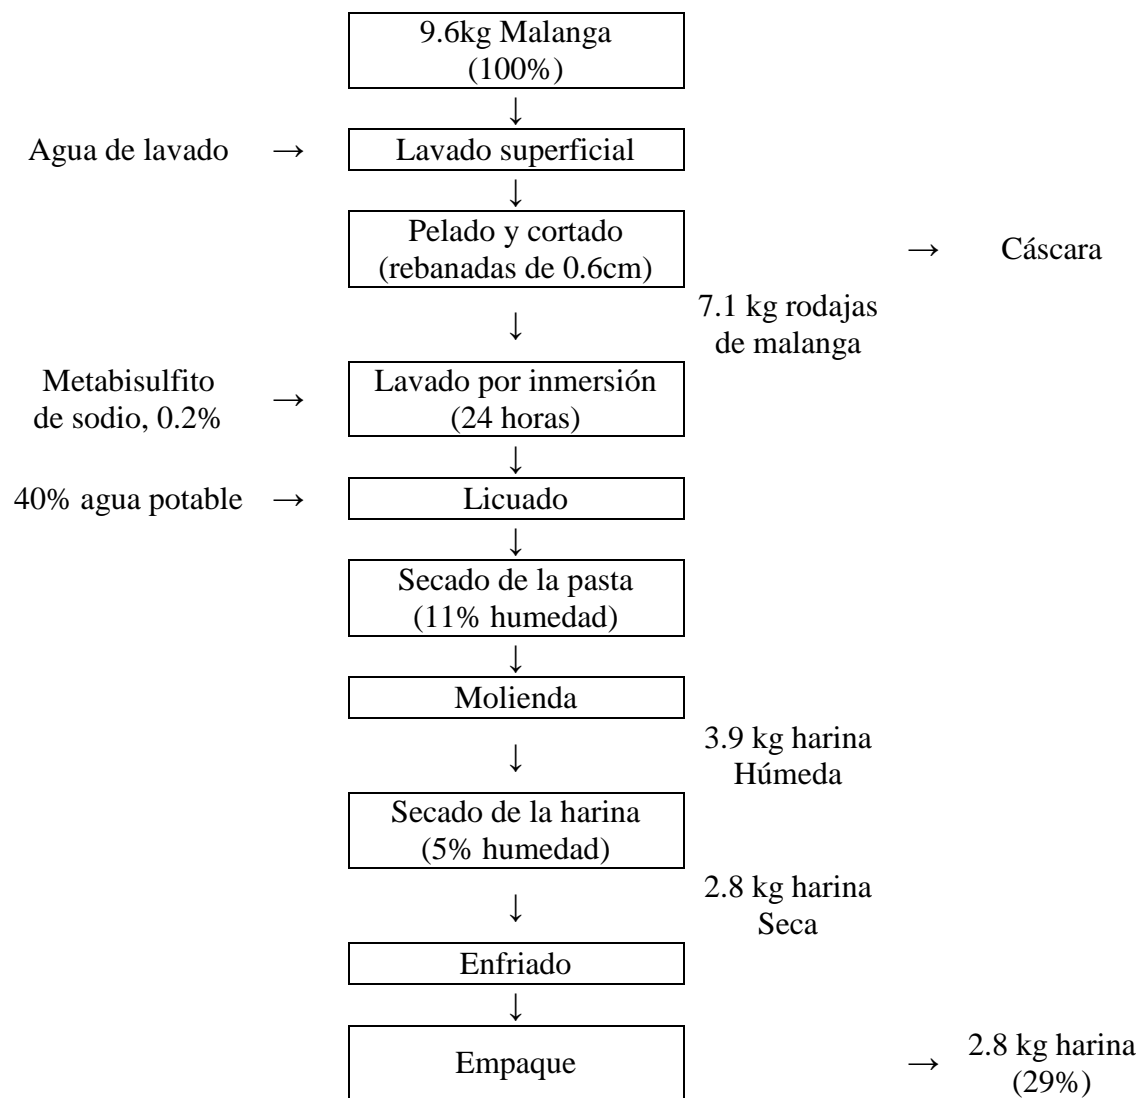 9.6kg Malanga
(100%)
↓
Agua de lavado → Lavado superficial
↓
Pelado y cortado
(rebanadas de 0.6cm)
→ Cáscara
↓
7.1 kg rodajas
de malanga
Metabisulfito
de sodio, 0.2%
→
Lavado por inmersión
(24 horas)
↓
40% agua potable → Licuado
↓
Secado de la pasta
(11% humedad)
↓
Molienda
↓
3.9 kg harina
Húmeda
Secado de la harina
(5% humedad)
↓
2.8 kg harina
Seca
Enfriado
↓
Empaque
→
2.8 kg harina
(29%)